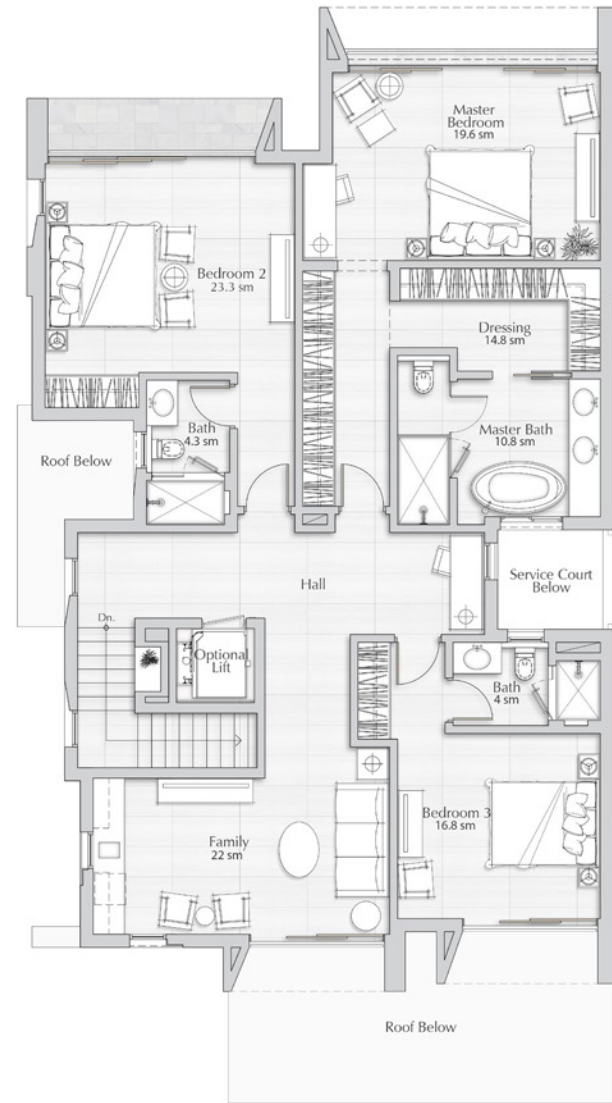 Master
Bedroom
19.6 sm
Bedroom 2
23.3 sm
Dressing
14.8 sm
Bath
4.3 sm
Master Bath
10.8 sm
Roof Below
Hall
Service Court
Below
Dn.
Optional
Lift
Bath
4 sm
Bedroom 3
16.8 sm
Family
22 sm
Roof Below